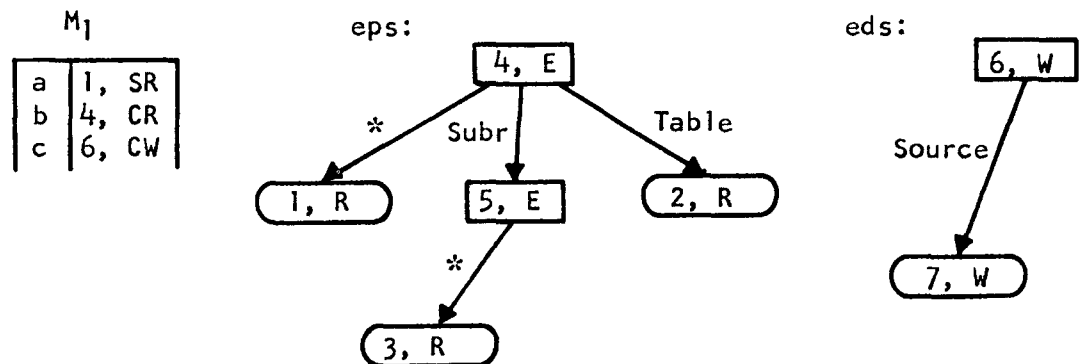 M1
a 1, SR
b 4, CR
c 6, CW
eps:
4, E
*
Subr
Table
1, R
5, E
2, R
*
3, R
eds:
6, W
Source
7, W